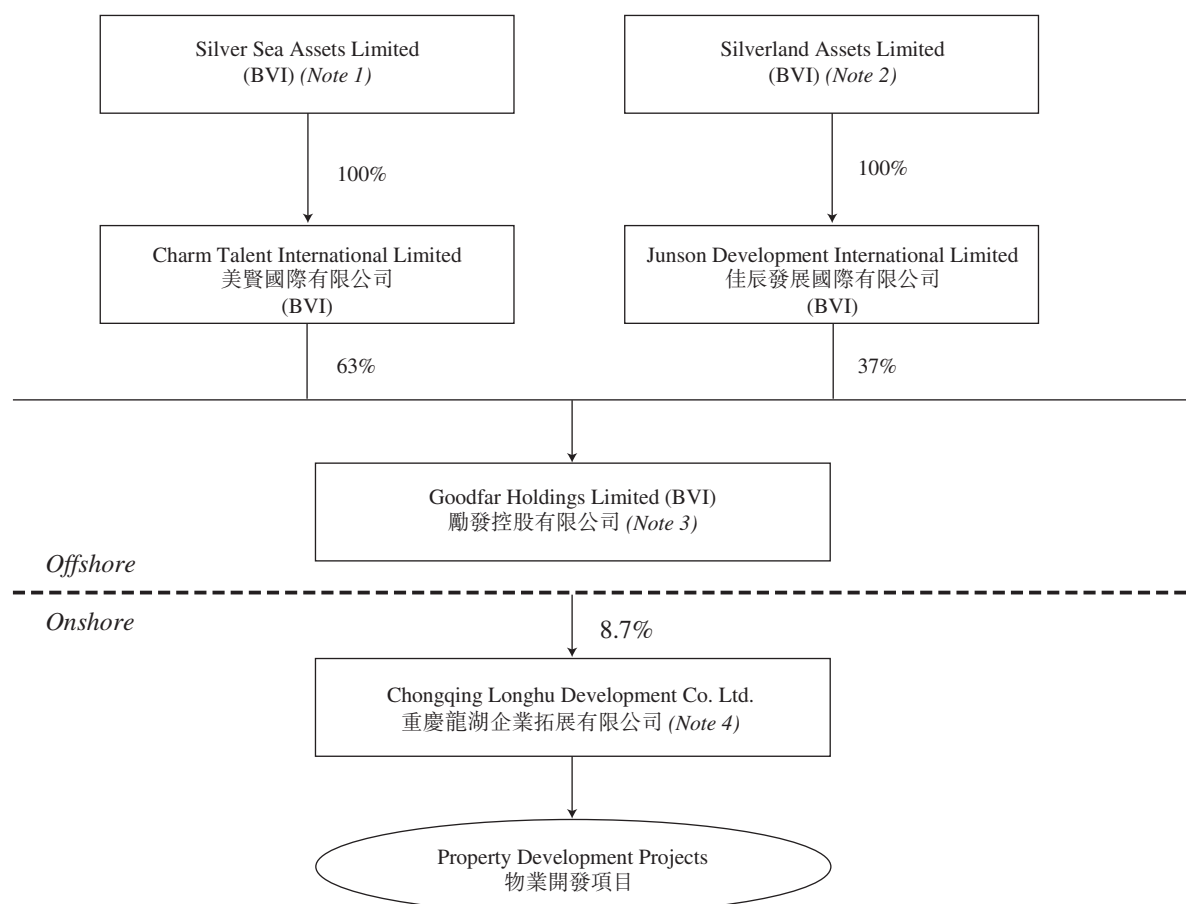 Silver Sea Assets Limited
(BVI) (Note 1)
Silverland Assets Limited
(BVI) (Note 2)
100%
100%
Charm Talent International Limited
美賢國際有限公司
(BVI)
Junson Development International Limited
佳辰發展國際有限公司
(BVI)
63%
37%
Goodfar Holdings Limited (BVI)
勵發控股有限公司 (Note 3)
Offshore
Onshore
8.7%
Chongqing Longhu Development Co. Ltd.
重慶龍湖企業拓展有限公司 (Note 4)
Property Development Projects
物業開發項目